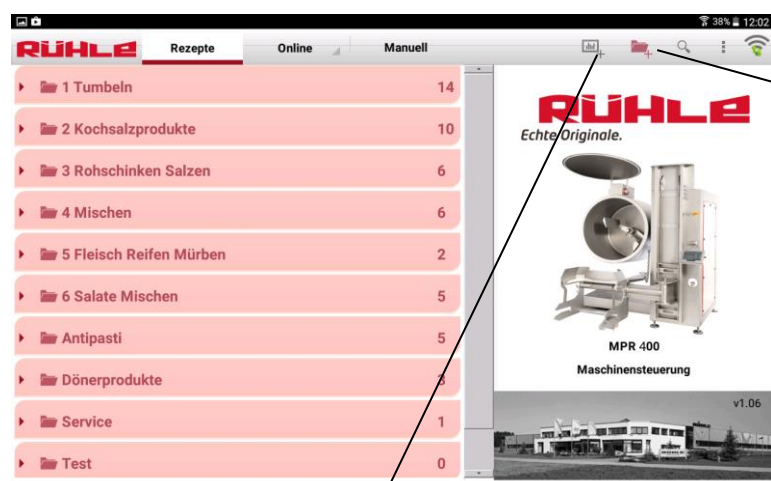 38% 12:02
RÜHLE Rezepte Online Manuell
1 Tumbeln 14
2 Kochsalzprodukte 10
3 Rohschinken Salzen 6
4 Mischen 6
5 Fleisch Reifen Mürben 2
6 Salate Mischen 5
Antipasti 5
Dönerprodukte 3
Service 1
Test 0
RÜHLE
Echte Originale.
MPR 400
Maschinensteuerung
v1.06
RÜHLE